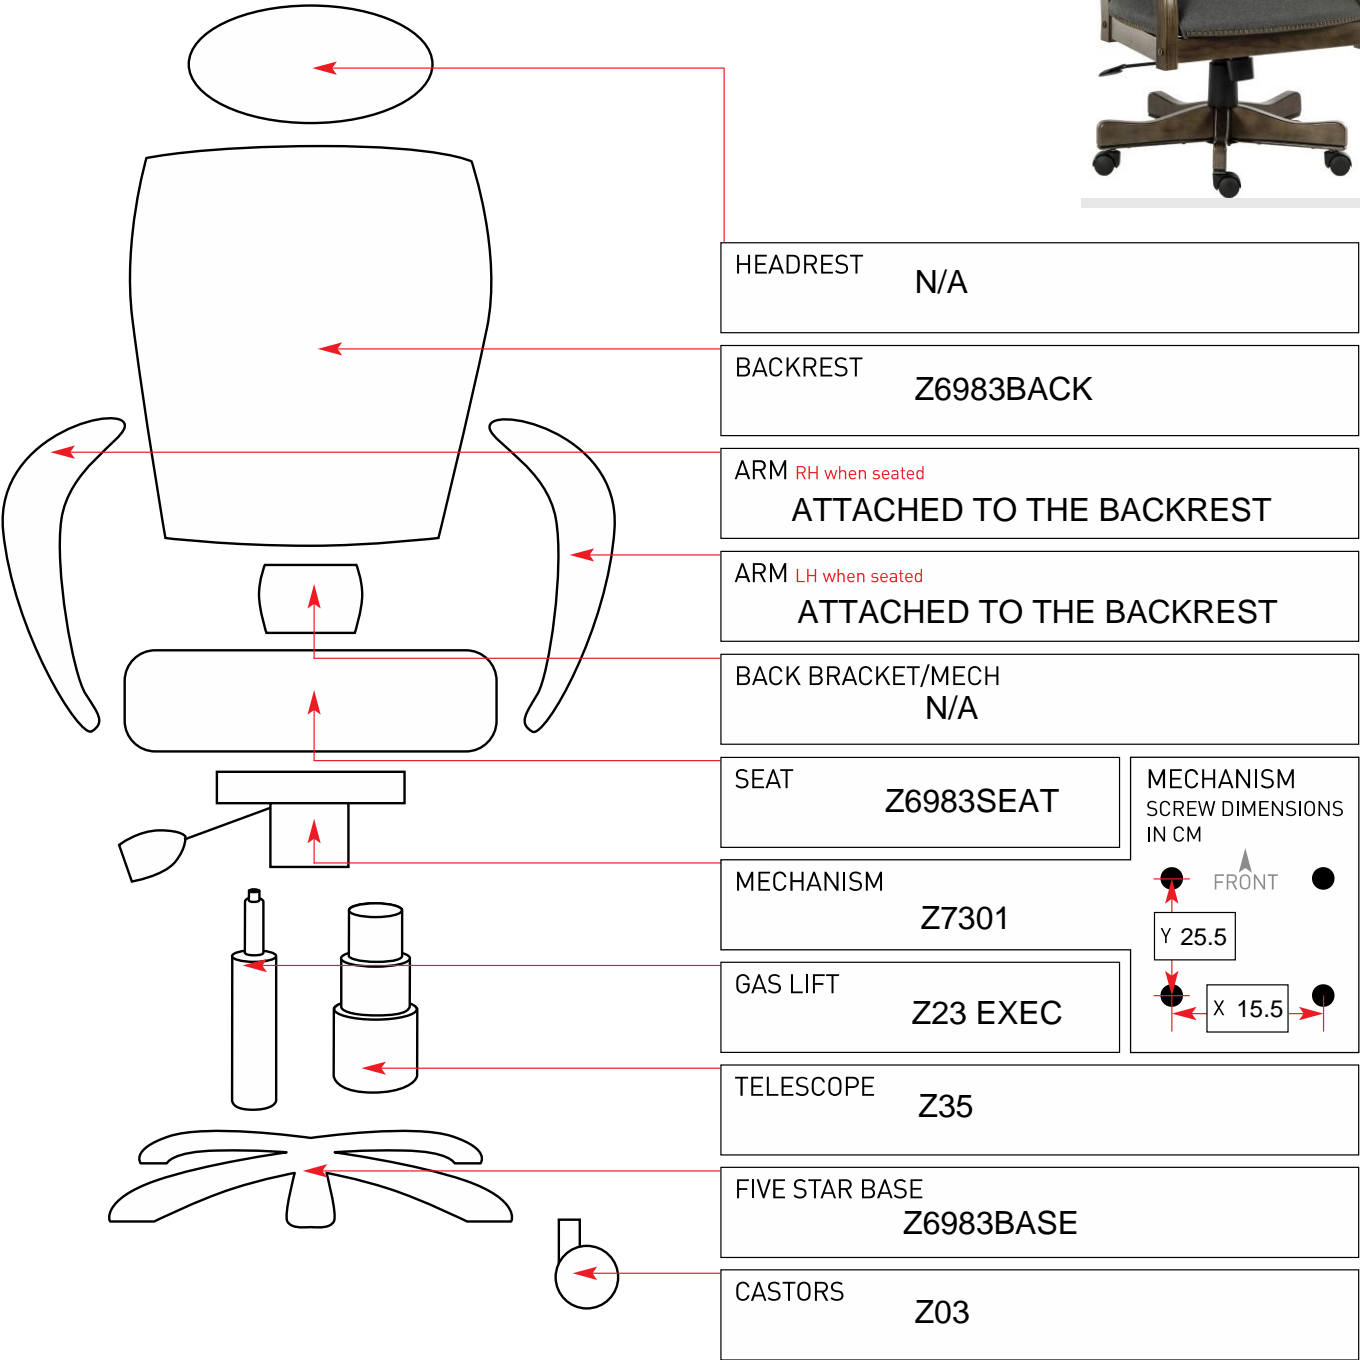 HEADREST
N/A
BACKREST
Z6983BACK
ARM RH when seated
ATTACHED TO THE BACKREST
ARM LH when seated
ATTACHED TO THE BACKREST
BACK BRACKET/MECH
N/A
SEAT
Z6983SEAT
MECHANISM
SCREW DIMENSIONS
IN CM
FRONT
Y 25.5
X 15.5
MECHANISM
Z7301
GAS LIFT
Z23 EXEC
TELESCOPE
Z35
FIVE STAR BASE
Z6983BASE
CASTORS
Z03